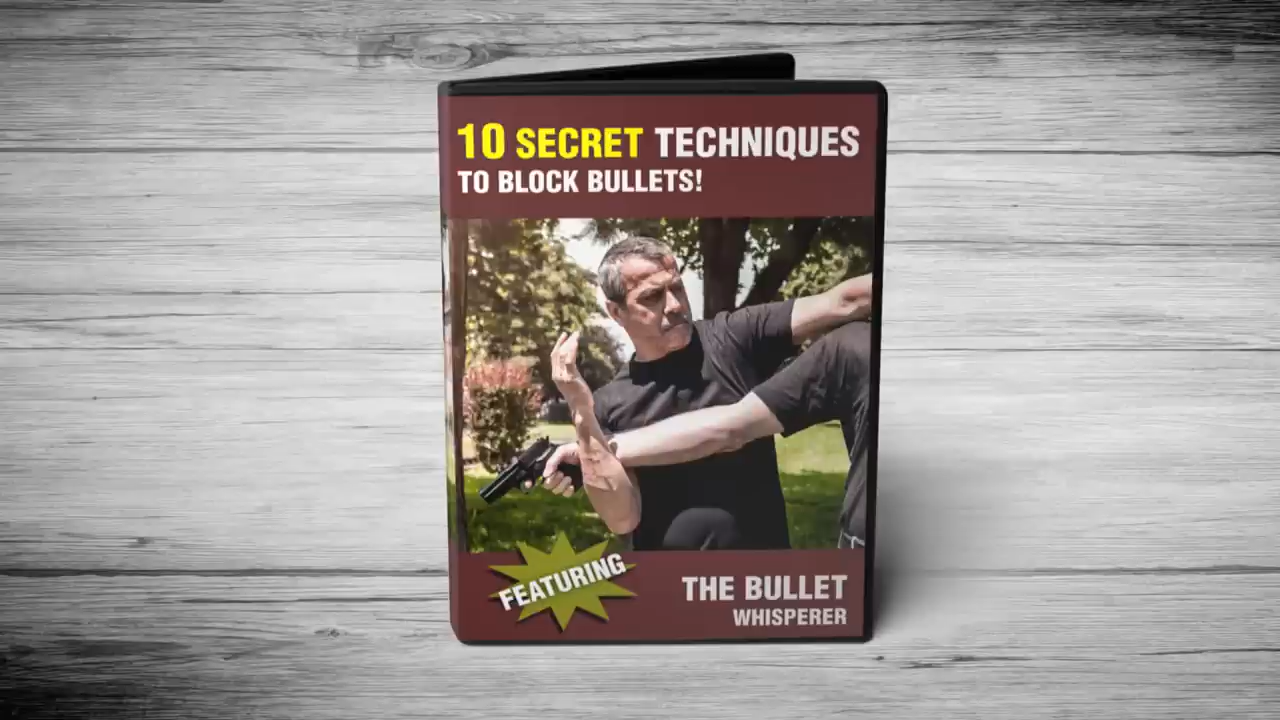 10 SECRET TECHNIQUES
TO BLOCK BULLETS!
FEATURING
THE BULLET
WHISPERER